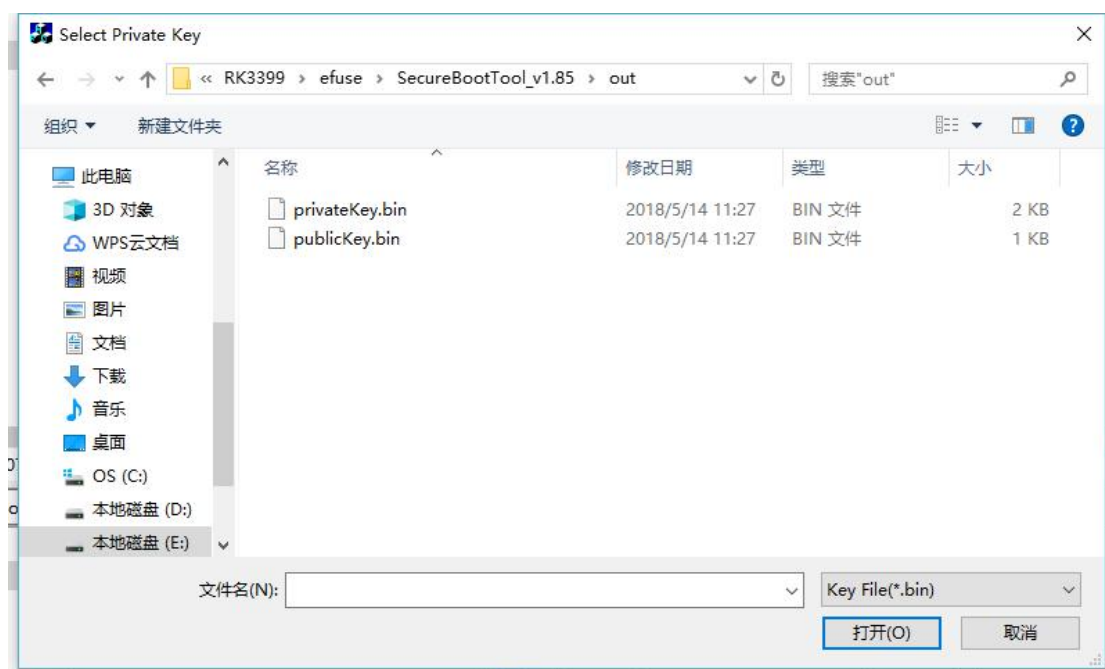 Select Private Key
« RK3399 › efuse › SecureBootTool_v1.85 › out
搜索"out"
组织 新建文件夹
名称 修改日期 类型 大小
privateKey.bin 2018/5/14 11:27 BIN 文件 2 KB
publicKey.bin 2018/5/14 11:27 BIN 文件 1 KB
此电脑
3D 对象
WPS云文档
视频
图片
文档
下载
音乐
桌面
OS (C:)
本地磁盘 (D:)
本地磁盘 (E:)
文件名(N):
Key File(*.bin)
打开(O) 取消